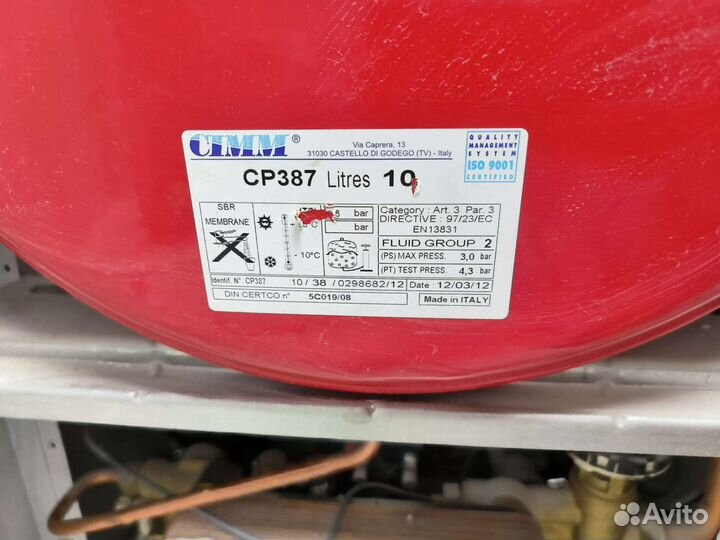 CIMM®
Via Caprera, 13
31030 CASTELLO DI GODEGO (TV) - Italy
QUALITY
MANAGEMENT
SYSTEM
ISO 9001
CERTIFIED
CP387 Litres 10
SBR
MEMBRANE
- 10°C
8 bar
bar
Category : Art. 3 Par. 3
DIRECTIVE : 97/23/EC
EN13831
FLUID GROUP 2
(PS) MAX PRESS. 3,0 bar
(PT) TEST PRESS. 4,3 bar
Identif. N° CP387 10 / 38 / 0298682/12 Date : 12/03/12
DIN CERTCO n° 5C019/08 Made in ITALY
Avito